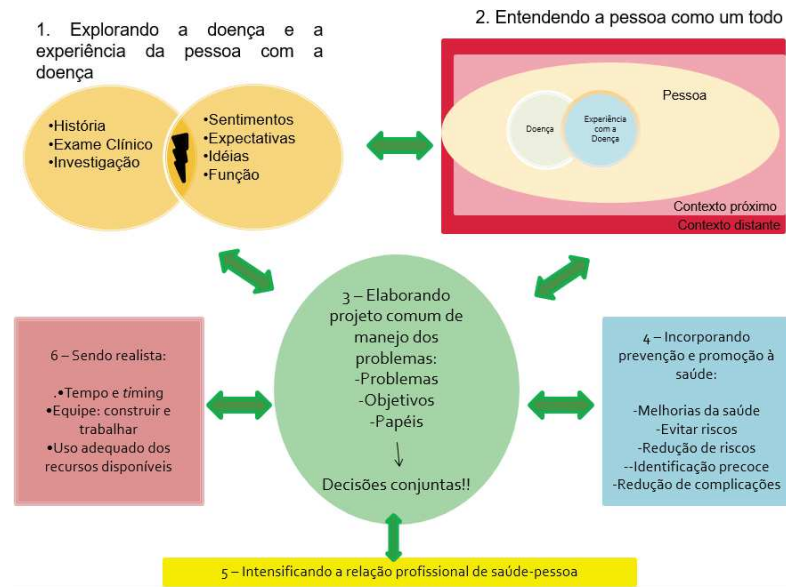 1. Explorando a doença e a
experiência da pessoa com a
doença
•História
•Exame Clínico
•Investigação
•Sentimentos
•Expectativas
•Idéias
•Função
2. Entendendo a pessoa como um todo
Pessoa
Doença
Experiência
com a
Doença
Contexto próximo
Contexto distante
3 – Elaborando
projeto comum de
manejo dos
problemas:
-Problemas
-Objetivos
-Papéis
Decisões conjuntas!!
6 – Sendo realista:
.•Tempo e timing
•Equipe: construir e
trabalhar
•Uso adequado dos
recursos disponíveis
4 – Incorporando
prevenção e promoção à
saúde:
-Melhorias da saúde
-Evitar riscos
-Redução de riscos
--Identificação precoce
-Redução de complicações
5 – Intensificando a relação profissional de saúde-pessoa